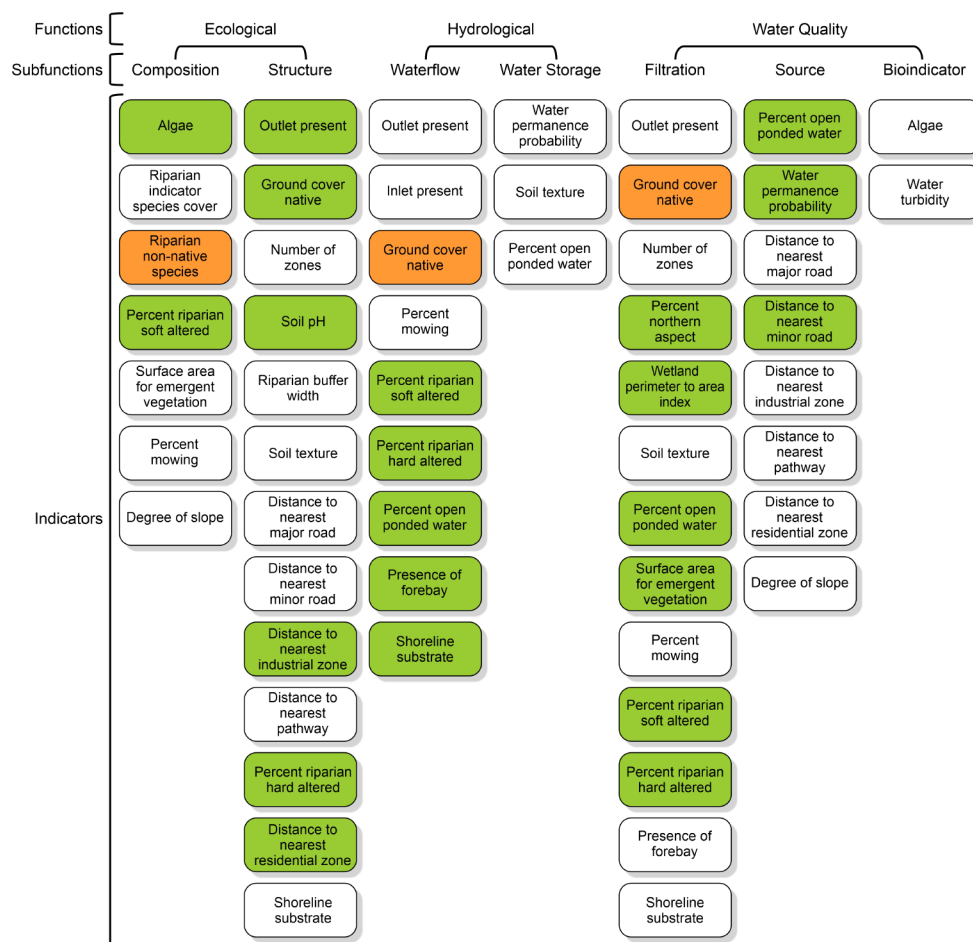 Functions
Ecological
Hydrological
Water Quality
Subfunctions
Composition
Structure
Waterflow
Water Storage
Filtration
Source
Bioindicator
Indicators
Algae
Riparian
indicator
species cover
Riparian
non-native
species
Percent riparian
soft altered
Surface area
for emergent
vegetation
Percent
mowing
Degree of slope
Outlet present
Ground cover
native
Number of
zones
Soil pH
Riparian buffer
width
Soil texture
Distance to
nearest
major road
Distance to
nearest
minor road
Distance to
nearest
industrial zone
Distance to
nearest
pathway
Percent riparian
hard altered
Distance to
nearest
residential zone
Shoreline
substrate
Outlet present
Inlet present
Ground cover
native
Percent
mowing
Percent riparian
soft altered
Percent riparian
hard altered
Percent open
ponded water
Presence of
forebay
Shoreline
substrate
Water
permanence
probability
Soil texture
Percent open
ponded water
Outlet present
Ground cover
native
Number of
zones
Percent
northern
aspect
Wetland
perimeter to area
index
Soil texture
Percent open
ponded water
Surface area
for emergent
vegetation
Percent
mowing
Percent riparian
soft altered
Percent riparian
hard altered
Presence of
forebay
Shoreline
substrate
Percent open
ponded water
Water
permanence
probability
Distance to
nearest
major road
Distance to
nearest
minor road
Distance to
nearest
industrial zone
Distance to
nearest
pathway
Distance to
nearest
residential zone
Degree of slope
Algae
Water
turbidity